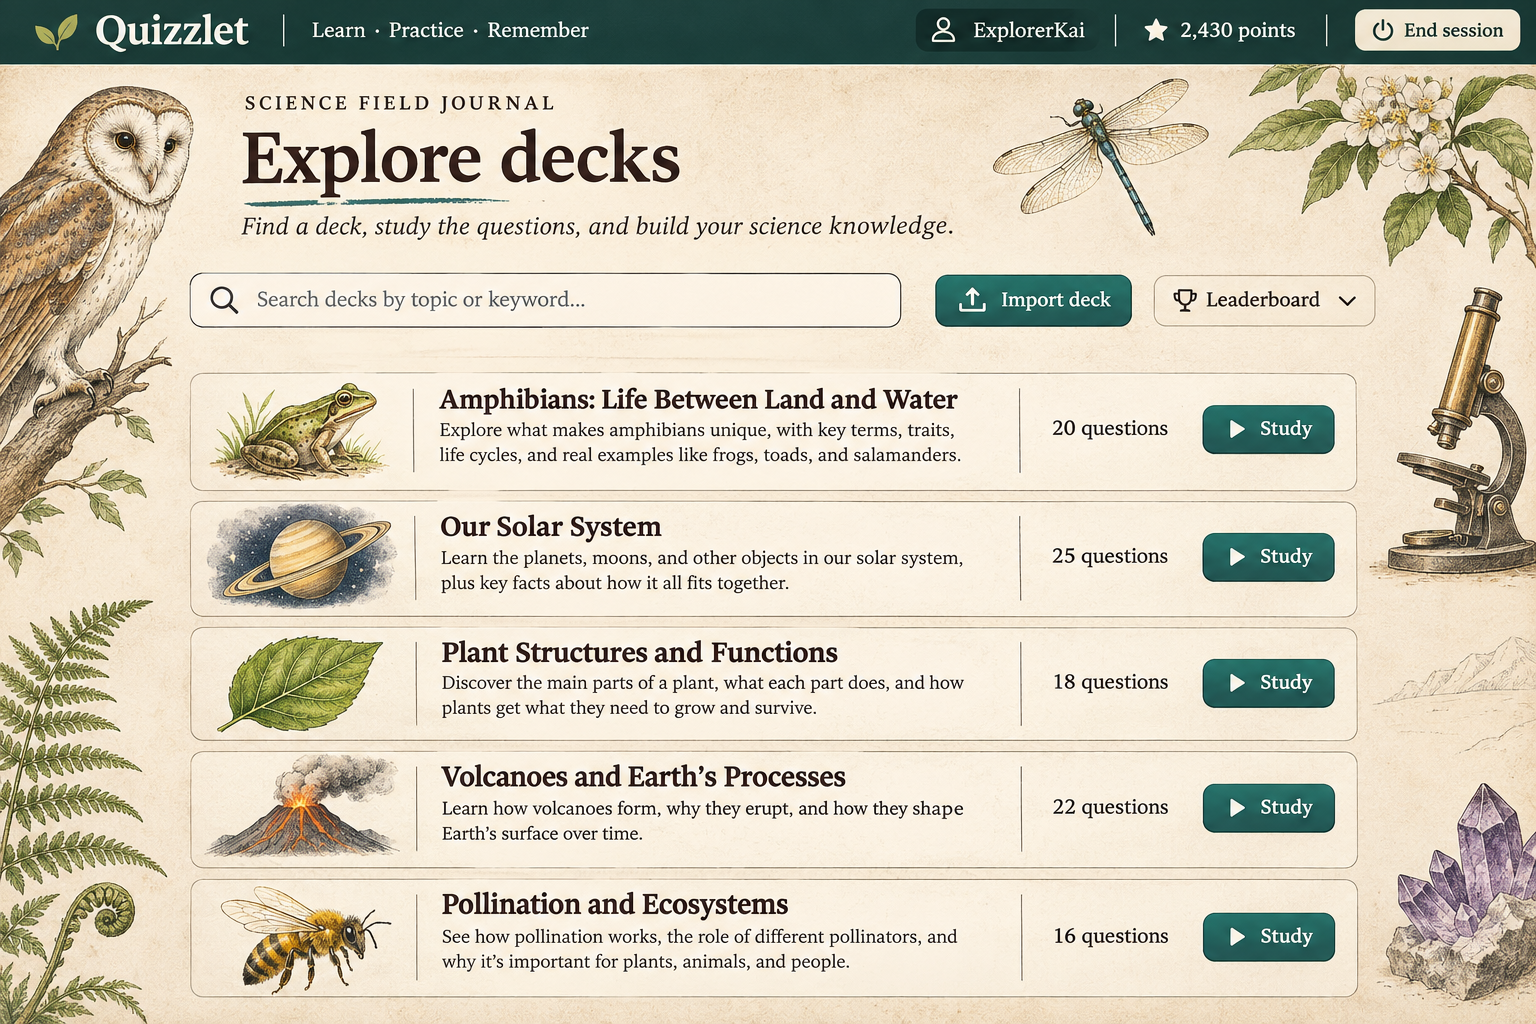 Quizzlet
Learn · Practice · Remember
ExplorerKai
2,430 points
End session
SCIENCE FIELD JOURNAL
Explore decks
Find a deck, study the questions, and build your science knowledge.
Search decks by topic or keyword...
Import deck
Leaderboard
Amphibians: Life Between Land and Water
Explore what makes amphibians unique, with key terms, traits,
life cycles, and real examples like frogs, toads, and salamanders.
20 questions
Study
Our Solar System
Learn the planets, moons, and other objects in our solar system,
plus key facts about how it all fits together.
25 questions
Study
Plant Structures and Functions
Discover the main parts of a plant, what each part does, and how
plants get what they need to grow and survive.
18 questions
Study
Volcanoes and Earth’s Processes
Learn how volcanoes form, why they erupt, and how they shape
Earth’s surface over time.
22 questions
Study
Pollination and Ecosystems
See how pollination works, the role of different pollinators, and
why it’s important for plants, animals, and people.
16 questions
Study